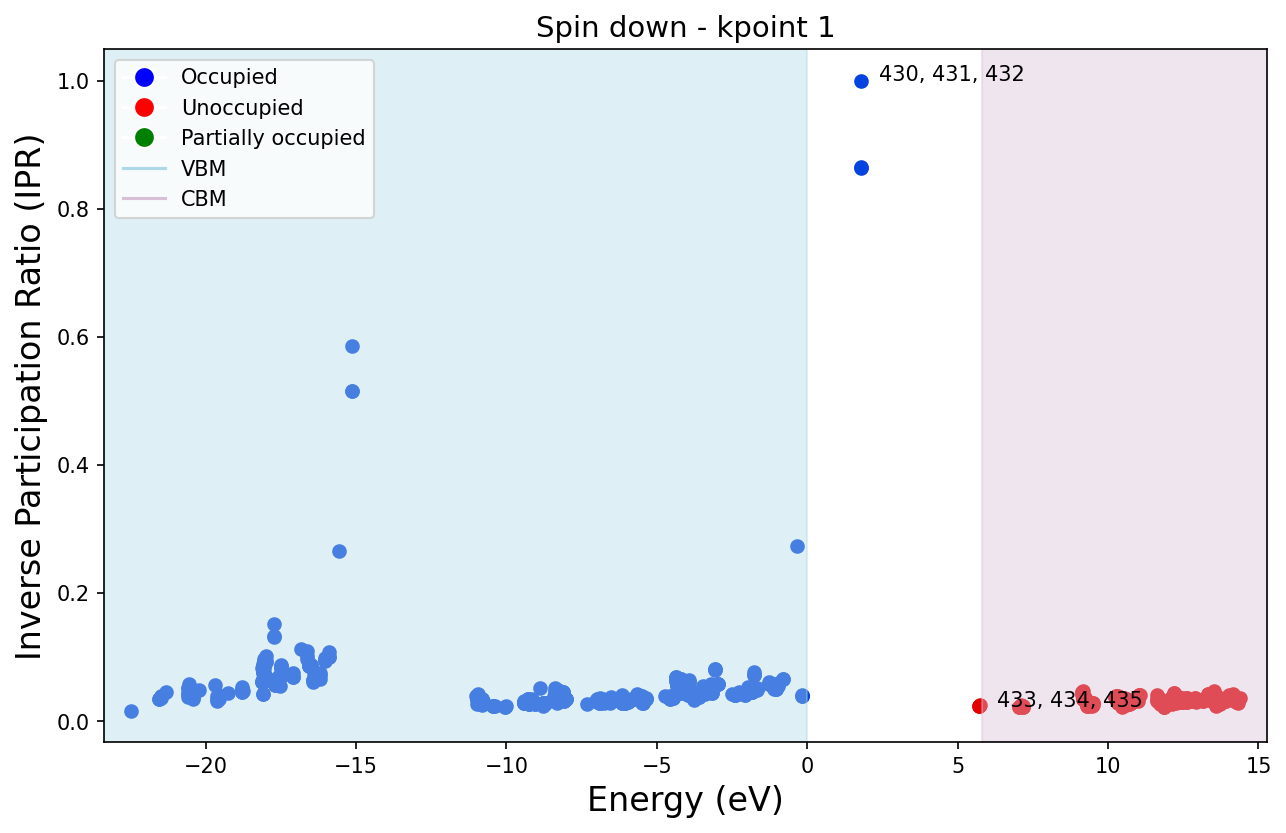 Spin down - kpoint 1
Inverse Participation Ratio (IPR)
1.0
0.8
0.6
0.4
0.2
0.0
Occupied
Unoccupied
Partially occupied
VBM
CBM
430, 431, 432
433, 434, 435
−20
−15
−10
−5
0
5
10
15
Energy (eV)